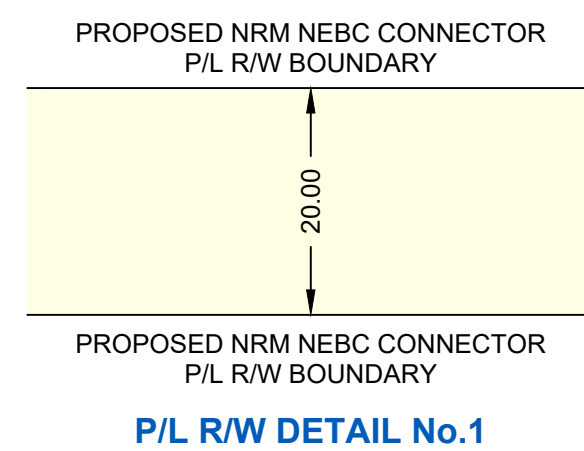 PROPOSED NRM NEBC CONNECTOR
P/L R/W BOUNDARY
20.00
PROPOSED NRM NEBC CONNECTOR
P/L R/W BOUNDARY
P/L R/W DETAIL No.1